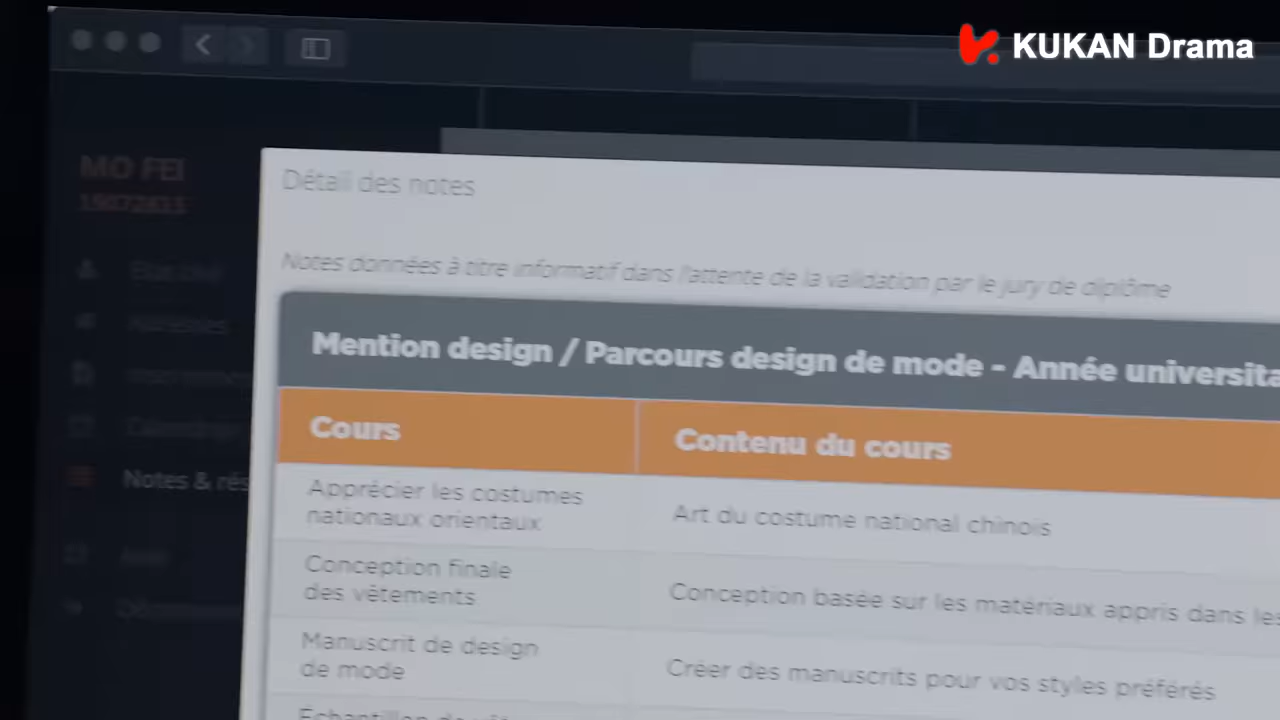 KUKAN Drama
MO FEI
Détail des notes
Notes données à titre informatif dans l'attente de la validation par le jury de diplôme
Mention design / Parcours design de mode - Année universita
Cours
Contenu du cours
Apprécier les costumes
nationaux orientaux
Art du costume national chinois
Conception finale
des vêtements
Conception basée sur les matériaux appris dans les
Manuscrit de design
de mode
Créer des manuscrits pour vos styles préférés
Notes & rés